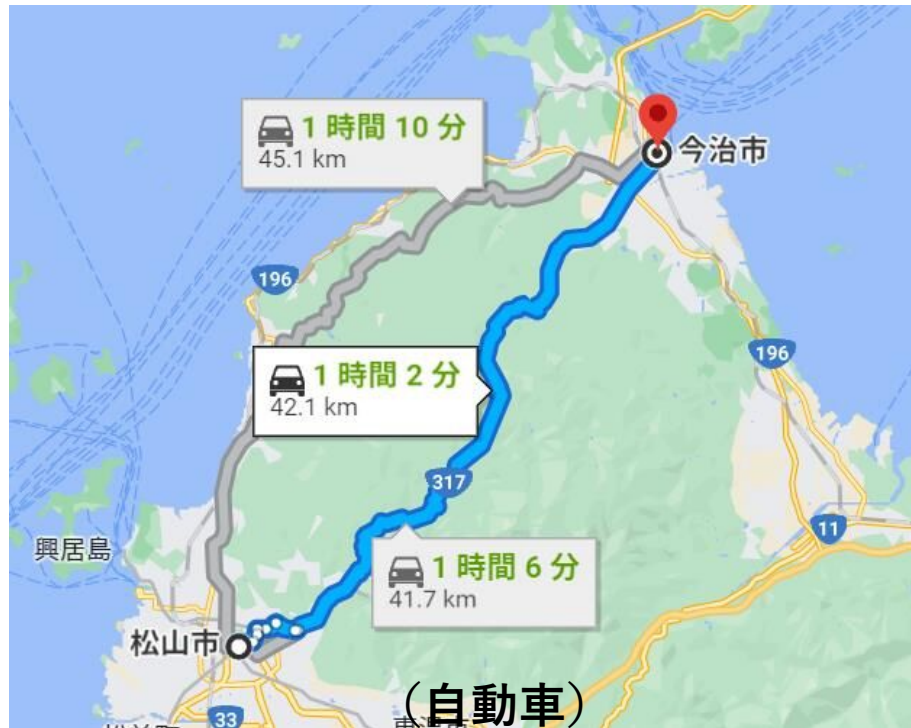 1 時間 10 分
45.1 km
今治市
196
1 時間 2 分
42.1 km
196
317
11
興居島
1 時間 6 分
41.7 km
松山市
(自動車)
33